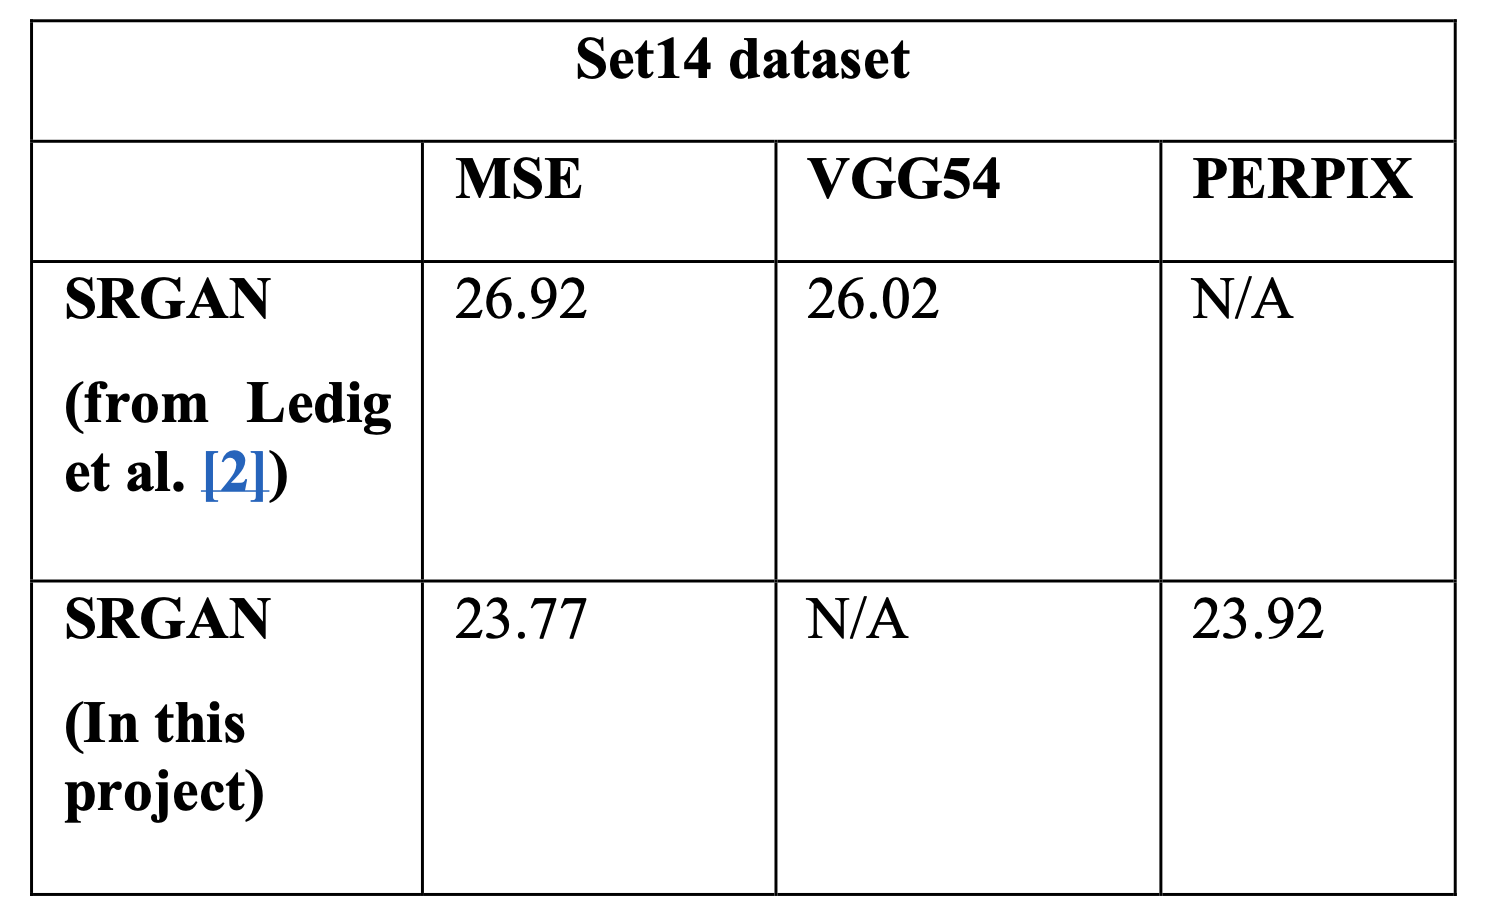 Set14 dataset
MSE VGG54 PERPIX
SRGAN 26.92 26.02 N/A
(from Ledig
et al. [2])
SRGAN 23.77 N/A 23.92
(In this
project)